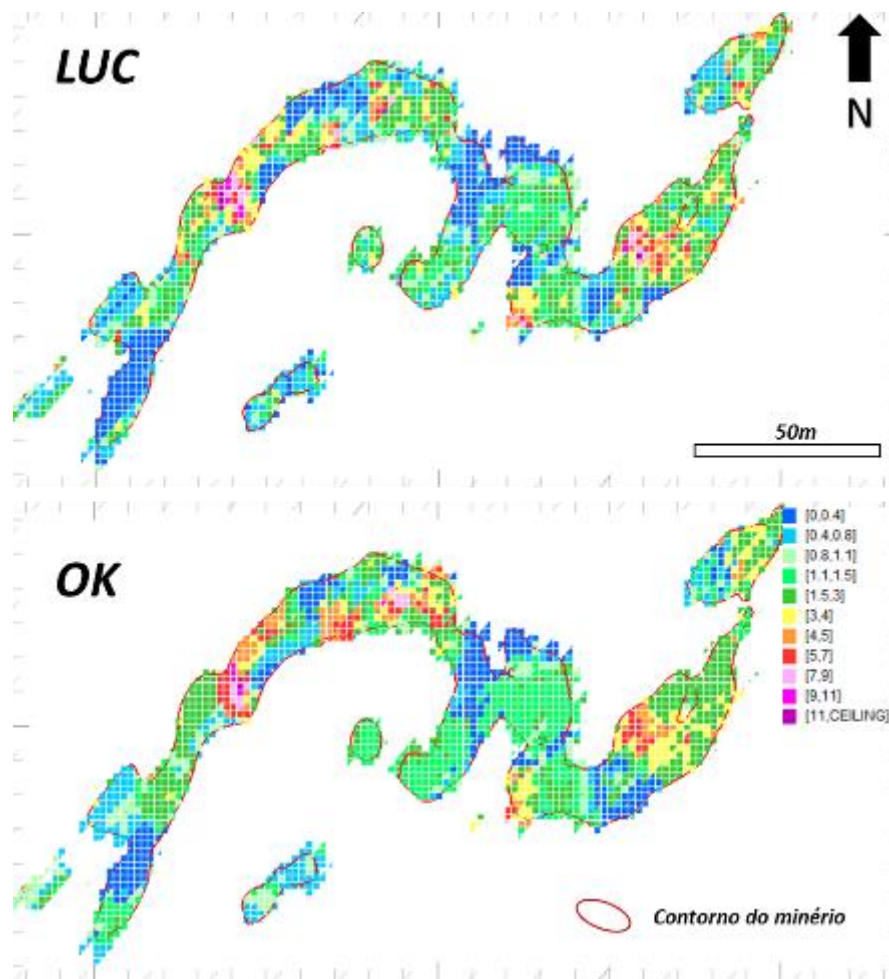 LUC
N
50m
OK
[0,0.4]
[0.4,0.8]
[0.8,1.1]
[1.1,1.5]
[1.5,3]
[3,4]
[4,5]
[5,7]
[7,9]
[9,11]
[11,CEILING]
Contorno do minério